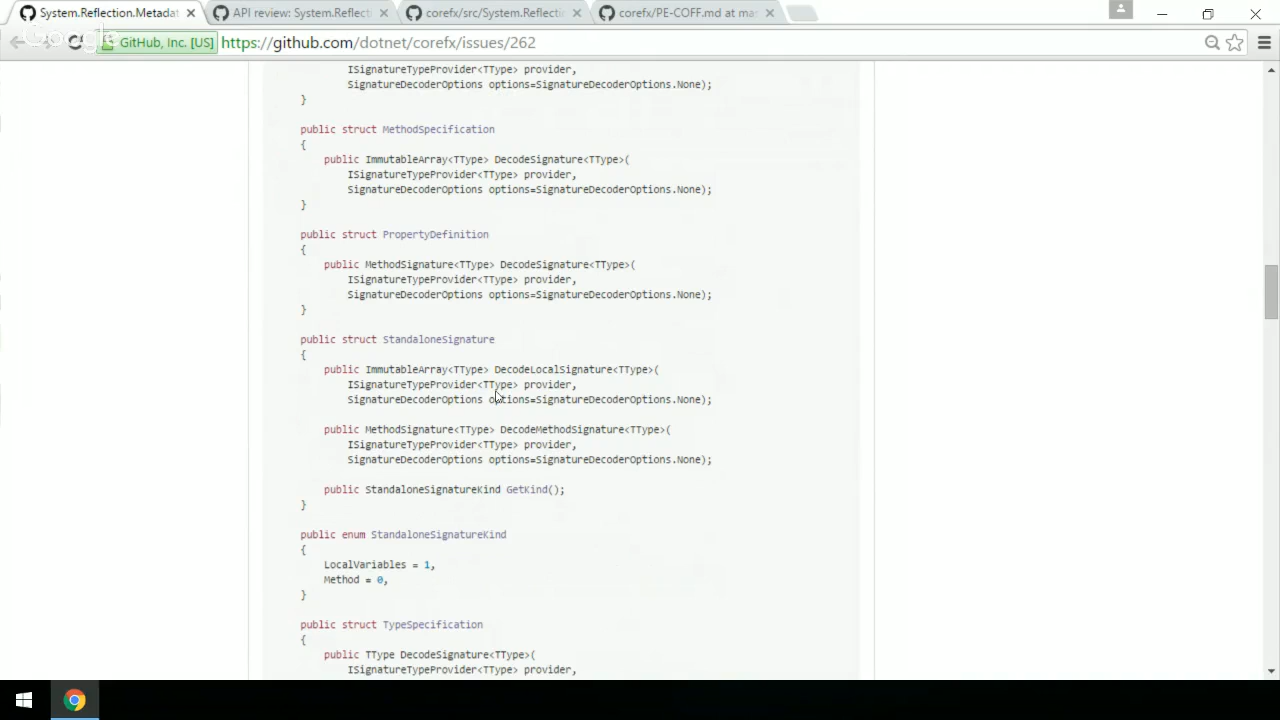 System.Reflection.Metadat
API review: System.Reflecti
corefx/src/System.Reflectio
corefx/PE-COFF.md at mas
Google
GitHub, Inc. [US]
https://github.com/dotnet/corefx/issues/262
ISignatureTypeProvider<TType> provider,
SignatureDecoderOptions options=SignatureDecoderOptions.None);
}
public struct MethodSpecification
{
public ImmutableArray<TType> DecodeSignature<TType>(
ISignatureTypeProvider<TType> provider,
SignatureDecoderOptions options=SignatureDecoderOptions.None);
}
public struct PropertyDefinition
{
public MethodSignature<TType> DecodeSignature<TType>(
ISignatureTypeProvider<TType> provider,
SignatureDecoderOptions options=SignatureDecoderOptions.None);
}
public struct StandaloneSignature
{
public ImmutableArray<TType> DecodeLocalSignature<TType>(
ISignatureTypeProvider<TType> provider,
SignatureDecoderOptions options=SignatureDecoderOptions.None);
public MethodSignature<TType> DecodeMethodSignature<TType>(
ISignatureTypeProvider<TType> provider,
SignatureDecoderOptions options=SignatureDecoderOptions.None);
public StandaloneSignatureKind GetKind();
}
public enum StandaloneSignatureKind
{
LocalVariables = 1,
Method = 0,
}
public struct TypeSpecification
{
public TType DecodeSignature<TType>(
ISignatureTypeProvider<TType> provider,